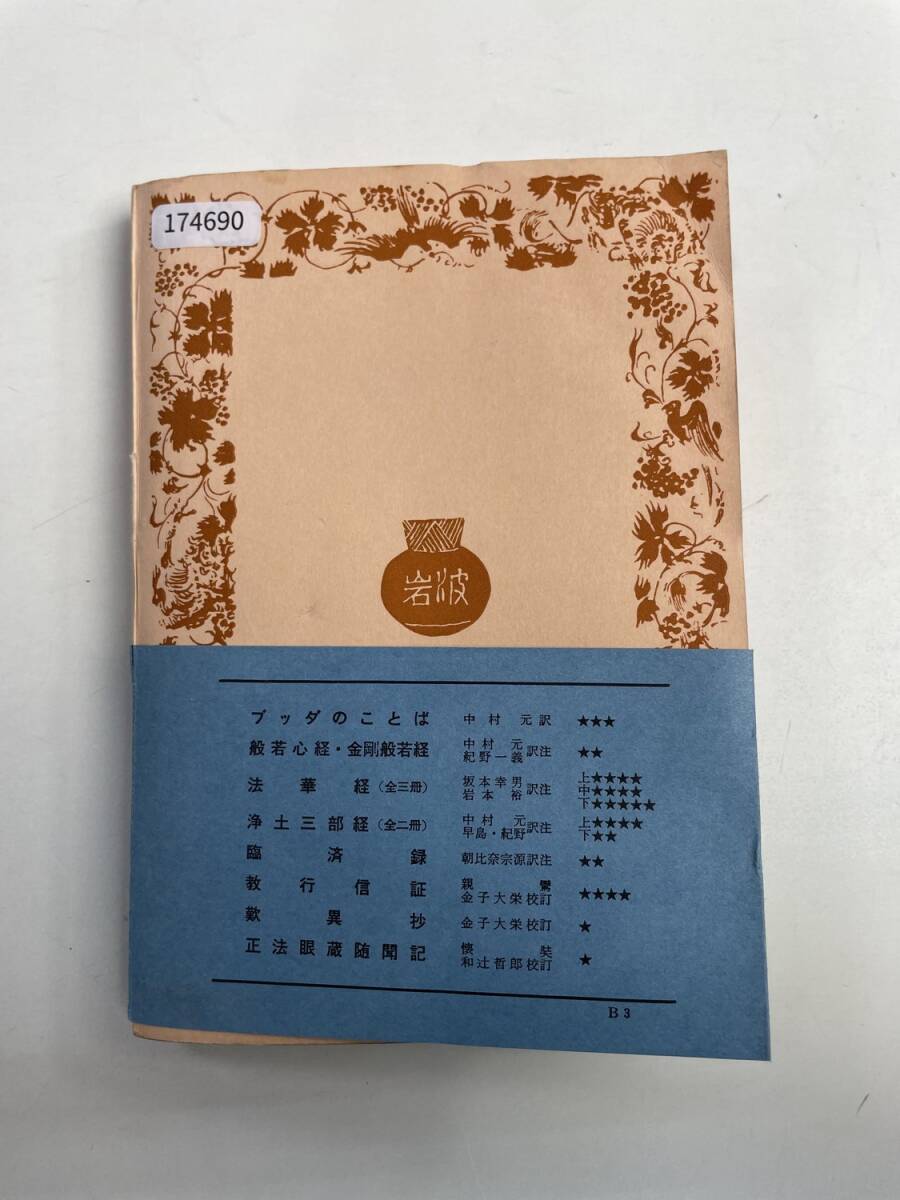 174690
岩波
ブッダのことば 中村元訳 ★★★
般若心経・金剛般若経 中村元 紀野一義 訳注 ★★
法華経(全三冊) 坂本幸男 岩本裕 訳注 上★★★★ 中★★★★ 下★★★★★
浄土三部経(全二冊) 中村元 早島・紀野 訳注 上★★★★ 下★★
臨済録 朝比奈宗源訳注 ★★
教行信証 親鸞 金子大栄校訂 ★★★★
歎異抄 金子大栄校訂 ★
正法眼蔵随聞記 懐奘 和辻哲郎校訂 ★
B3